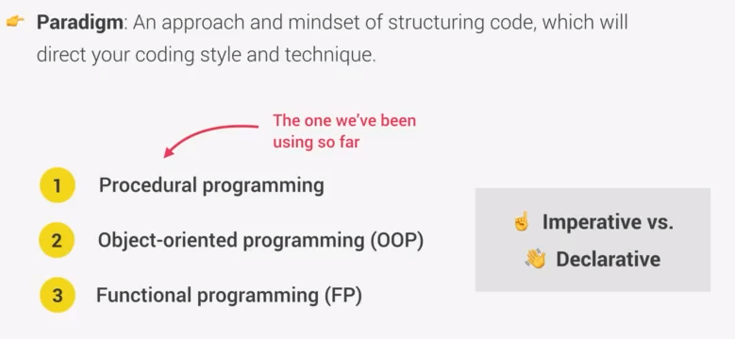 👉 Paradigm: An approach and mindset of structuring code, which will
direct your coding style and technique.
The one we’ve been
using so far
1 Procedural programming
2 Object-oriented programming (OOP)
3 Functional programming (FP)
☝️ Imperative vs.
👋 Declarative